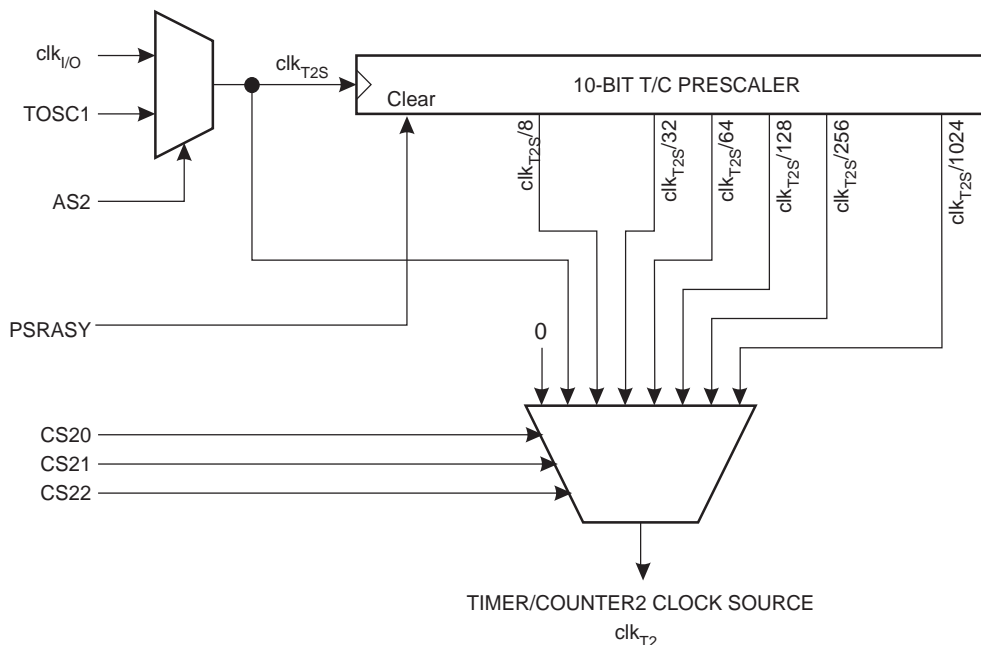 clkI/O
clkT2S
10-BIT T/C PRESCALER
TOSC1
Clear
clkT2S/8
clkT2S/32
clkT2S/64
clkT2S/128
clkT2S/256
clkT2S/1024
AS2
PSRASY
0
CS20
CS21
CS22
TIMER/COUNTER2 CLOCK SOURCE
clkT2